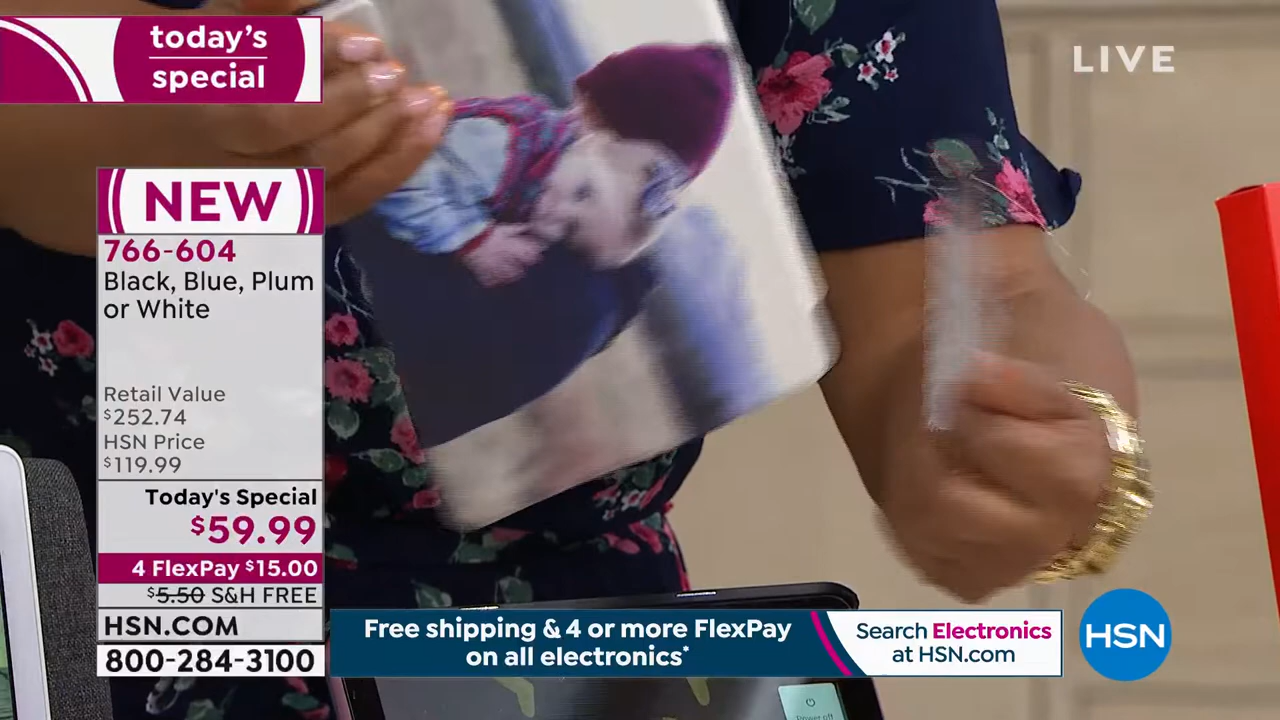 today's
special
LIVE
NEW
766-604
Black, Blue, Plum
or White
Retail Value
$252.74
HSN Price
$119.99
Today's Special
$59.99
4 FlexPay $15.00
$5.50 S&H FREE
HSN.COM
800-284-3100
Free shipping & 4 or more FlexPay
on all electronics*
Search Electronics
at HSN.com
HSN
Power off